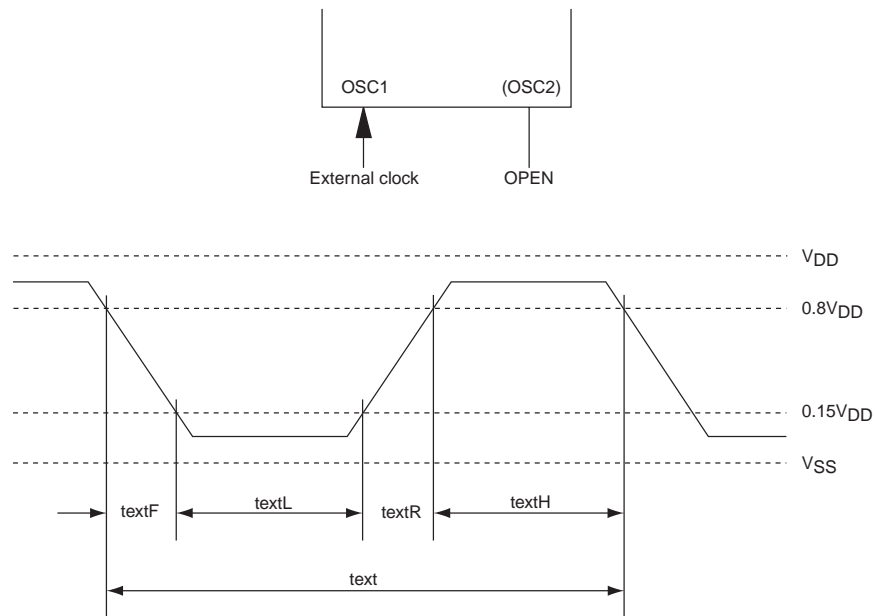 OSC1 (OSC2)
External clock OPEN
VDD
0.8VDD
0.15VDD
VSS
textF textL textR textH
text